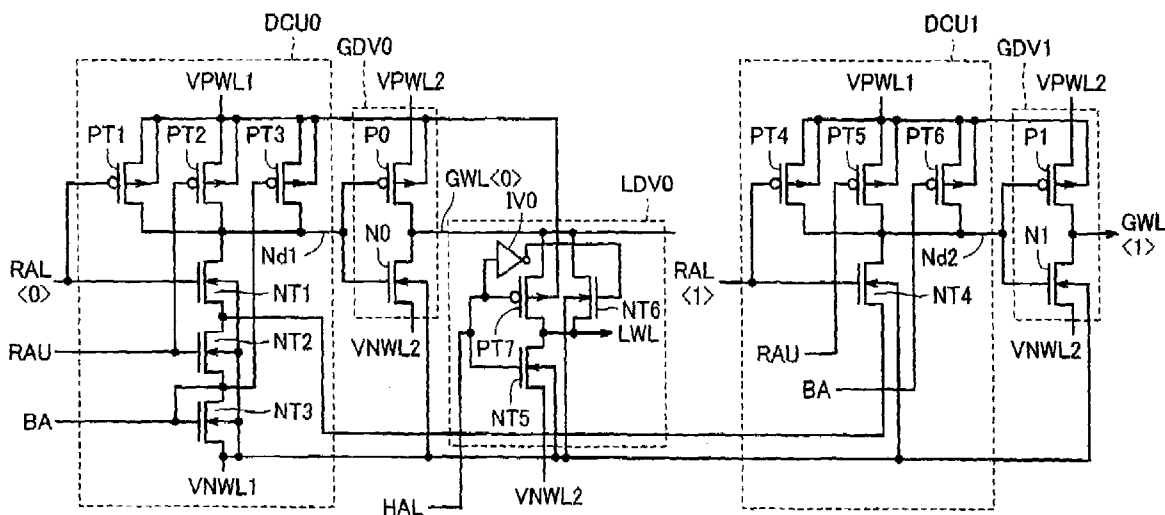 DCU0
GDV0
DCU1
GDV1
VPWL1
VPWL2
VPWL1
VPWL2
PT1
PT2
PT3
P0
GWL<0>
IV0
LDV0
PT4
PT5
PT6
P1
RAL
<0>
Nd1
N0
NT1
RAL
<1>
Nd2
N1
GWL
<1>
NT4
RAU
NT2
VNWL2
PT7
NT6
LWL
RAU
VNWL2
BA
NT3
NT5
BA
VNWL1
HAL
VNWL2